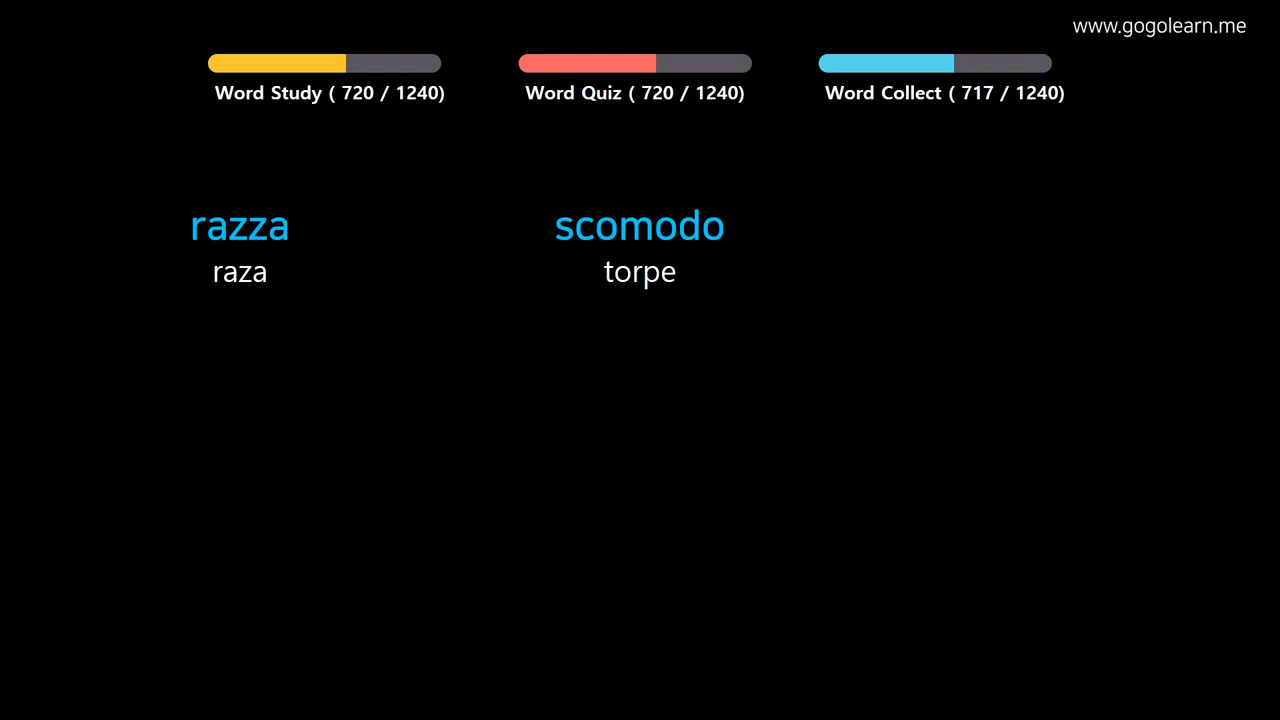 www.gogolearn.me
Word Study ( 720 / 1240)
Word Quiz ( 720 / 1240)
Word Collect ( 717 / 1240)
razza
raza
scomodo
torpe